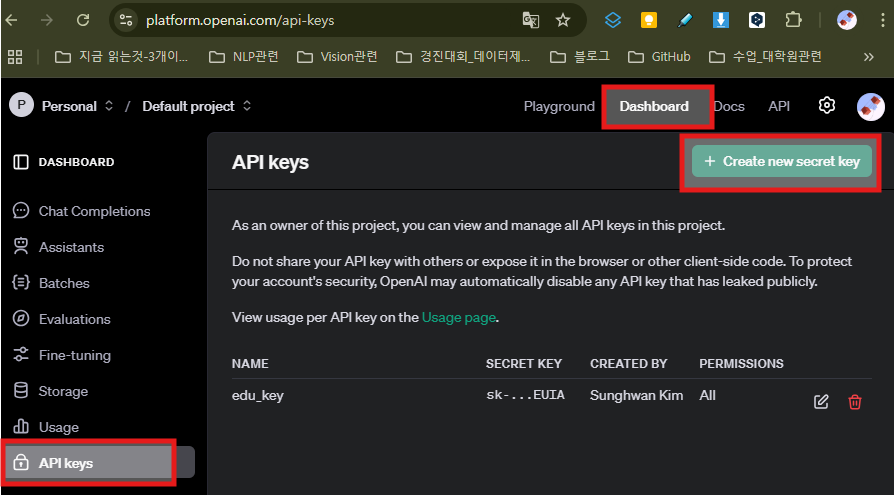 platform.openai.com/api-keys
지금 읽는것-3개이... NLP관련 Vision관련 경진대회_데이터제... 블로그 GitHub 수업_대학원관련 »
P Personal / Default project Playground Dashboard Docs API
DASHBOARD
Chat Completions
Assistants
Batches
Evaluations
Fine-tuning
Storage
Usage
API keys
API keys
+ Create new secret key
As an owner of this project, you can view and manage all API keys in this project.
Do not share your API key with others or expose it in the browser or other client-side code. To protect
your account's security, OpenAI may automatically disable any API key that has leaked publicly.
View usage per API key on the Usage page.
NAME SECRET KEY CREATED BY PERMISSIONS
edu_key sk-...EUIA Sunghwan Kim All